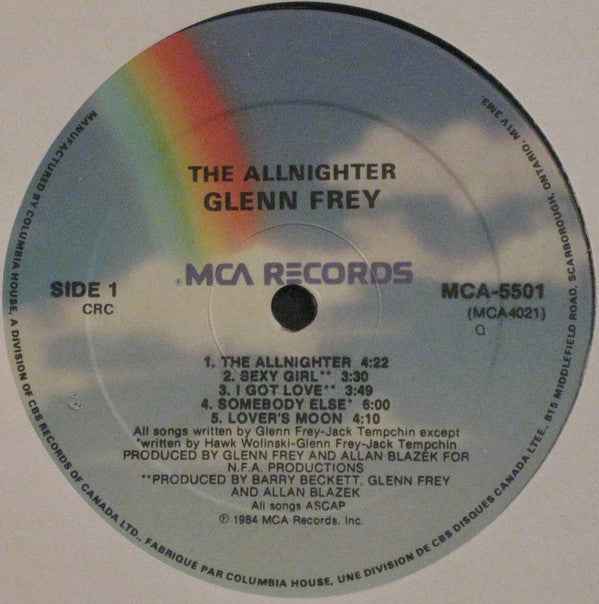 THE ALLNIGHTER
GLENN FREY
MCA RECORDS
SIDE 1
CRC
MCA-5501
(MCA4021)
Q
1. THE ALLNIGHTER 4:22
2. SEXY GIRL** 3:30
3. I GOT LOVE** 3:49
4. SOMEBODY ELSE* 6:00
5. LOVER'S MOON 4:10
All songs written by Glenn Frey-Jack Tempchin except
*written by Hawk Wolinski-Glenn Frey-Jack Tempchin
PRODUCED BY GLENN FREY AND ALLAN BLAZEK FOR
N.F.A. PRODUCTIONS
**PRODUCED BY BARRY BECKETT, GLENN FREY
AND ALLAN BLAZEK
All songs ASCAP
℗ 1984 MCA Records, Inc.
MANUFACTURED BY COLUMBIA HOUSE, A DIVISION OF CBS RECORDS OF CANADA LTD., FABRIQUE PAR COLUMBIA HOUSE, UNE DIVISION DE CBS DISQUES CANADA LTEE., 815 MIDDLEFIELD ROAD, SCARBOROUGH, ONTARIO, M1V 3M3.